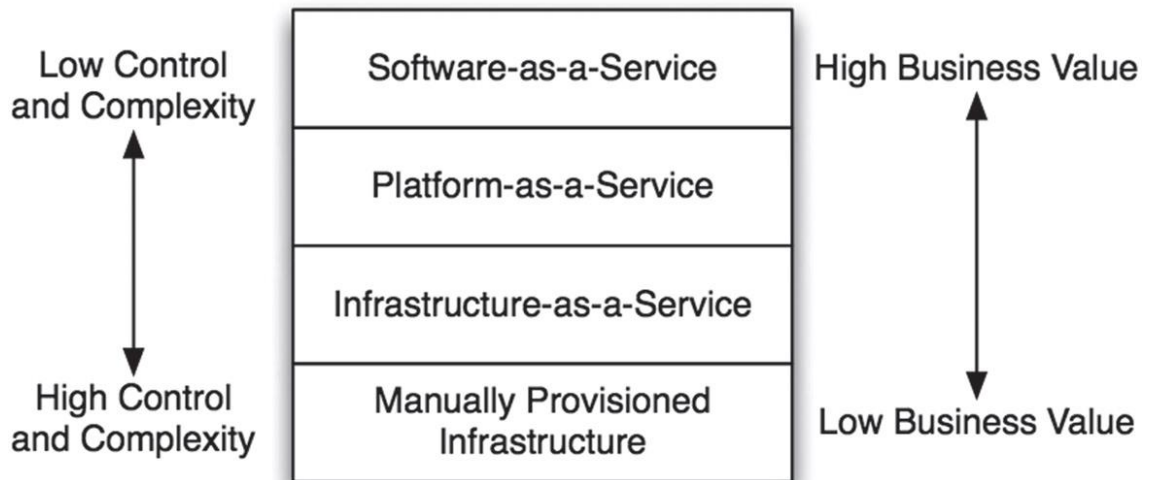 Low Control
and Complexity
High Control
and Complexity
Software-as-a-Service
Platform-as-a-Service
Infrastructure-as-a-Service
Manually Provisioned
Infrastructure
High Business Value
Low Business Value